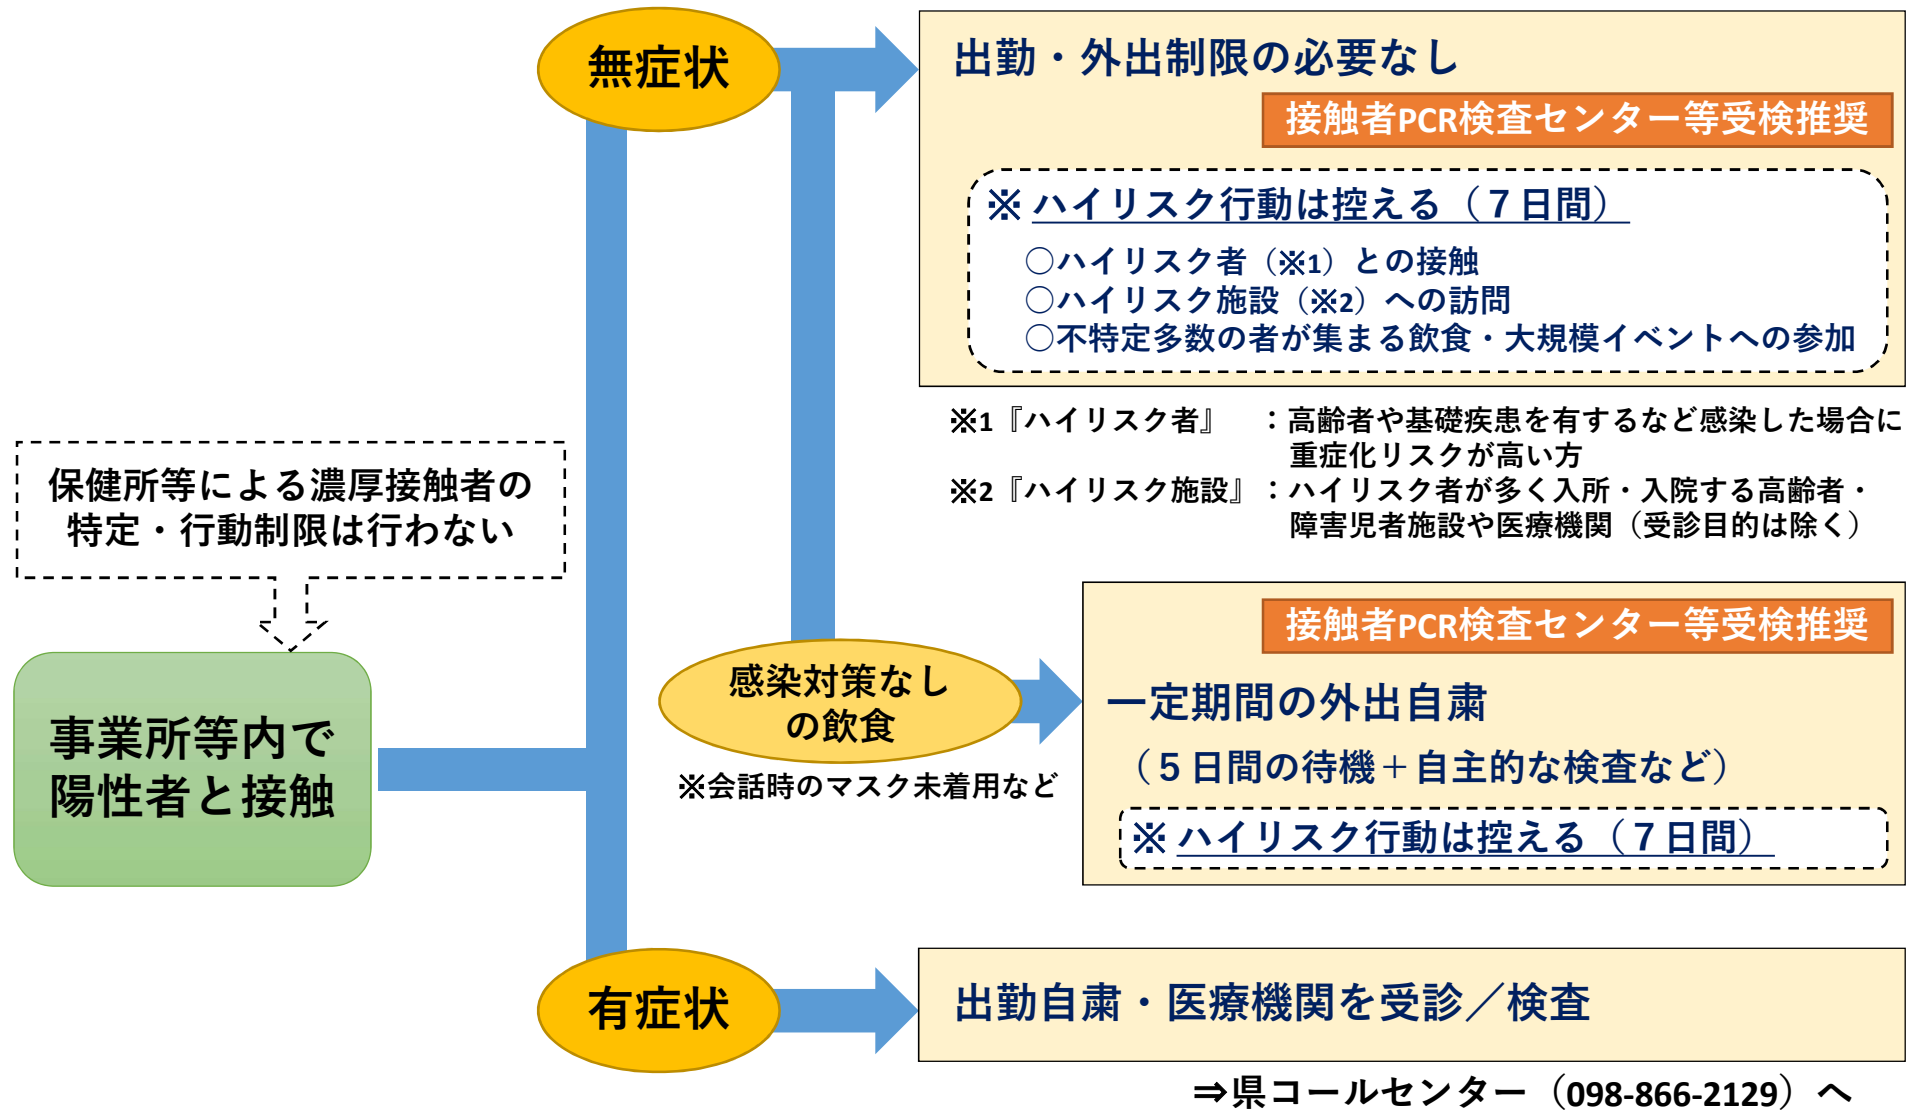 無症状
出勤・外出制限の必要なし
接触者PCR検査センター等受検推奨
※ ハイリスク行動は控える（７日間）
○ハイリスク者（※1）との接触
○ハイリスク施設（※2）への訪問
○不特定多数の者が集まる飲食・大規模イベントへの参加
※1『ハイリスク者』　：高齢者や基礎疾患を有するなど感染した場合に
重症化リスクが高い方
※2『ハイリスク施設』：ハイリスク者が多く入所・入院する高齢者・
障害児者施設や医療機関（受診目的は除く）
保健所等による濃厚接触者の
特定・行動制限は行わない
事業所等内で
陽性者と接触
感染対策なし
の飲食
※会話時のマスク未着用など
接触者PCR検査センター等受検推奨
一定期間の外出自粛
（５日間の待機＋自主的な検査など）
※ ハイリスク行動は控える（７日間）
有症状
出勤自粛・医療機関を受診／検査
⇒県コールセンター（098-866-2129）へ